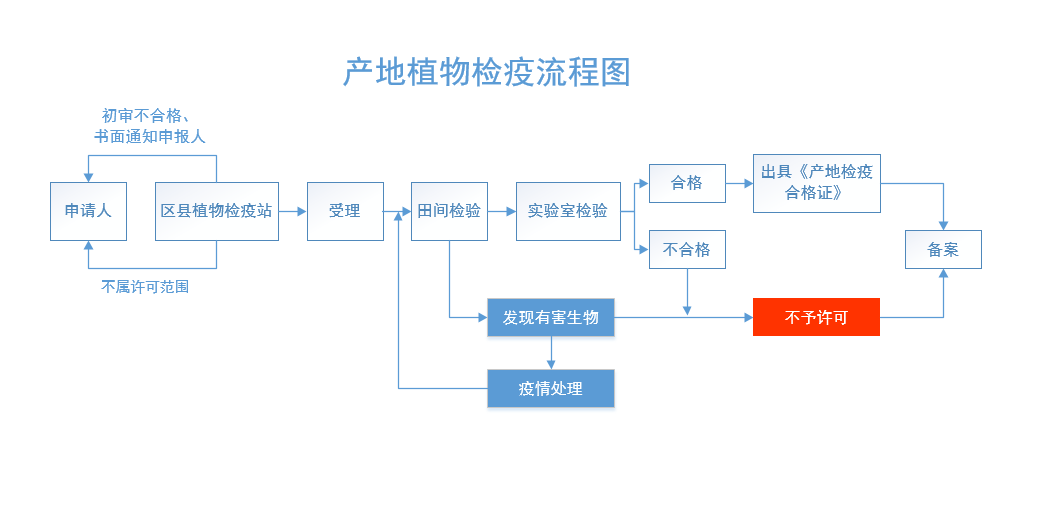 产地植物检疫流程图
初审不合格、
书面通知申报人
申请人
区县植物检疫站
受理
田间检验
实验室检验
合格
出具《产地检疫
合格证》
不合格
备案
不属许可范围
发现有害生物
不予许可
疫情处理